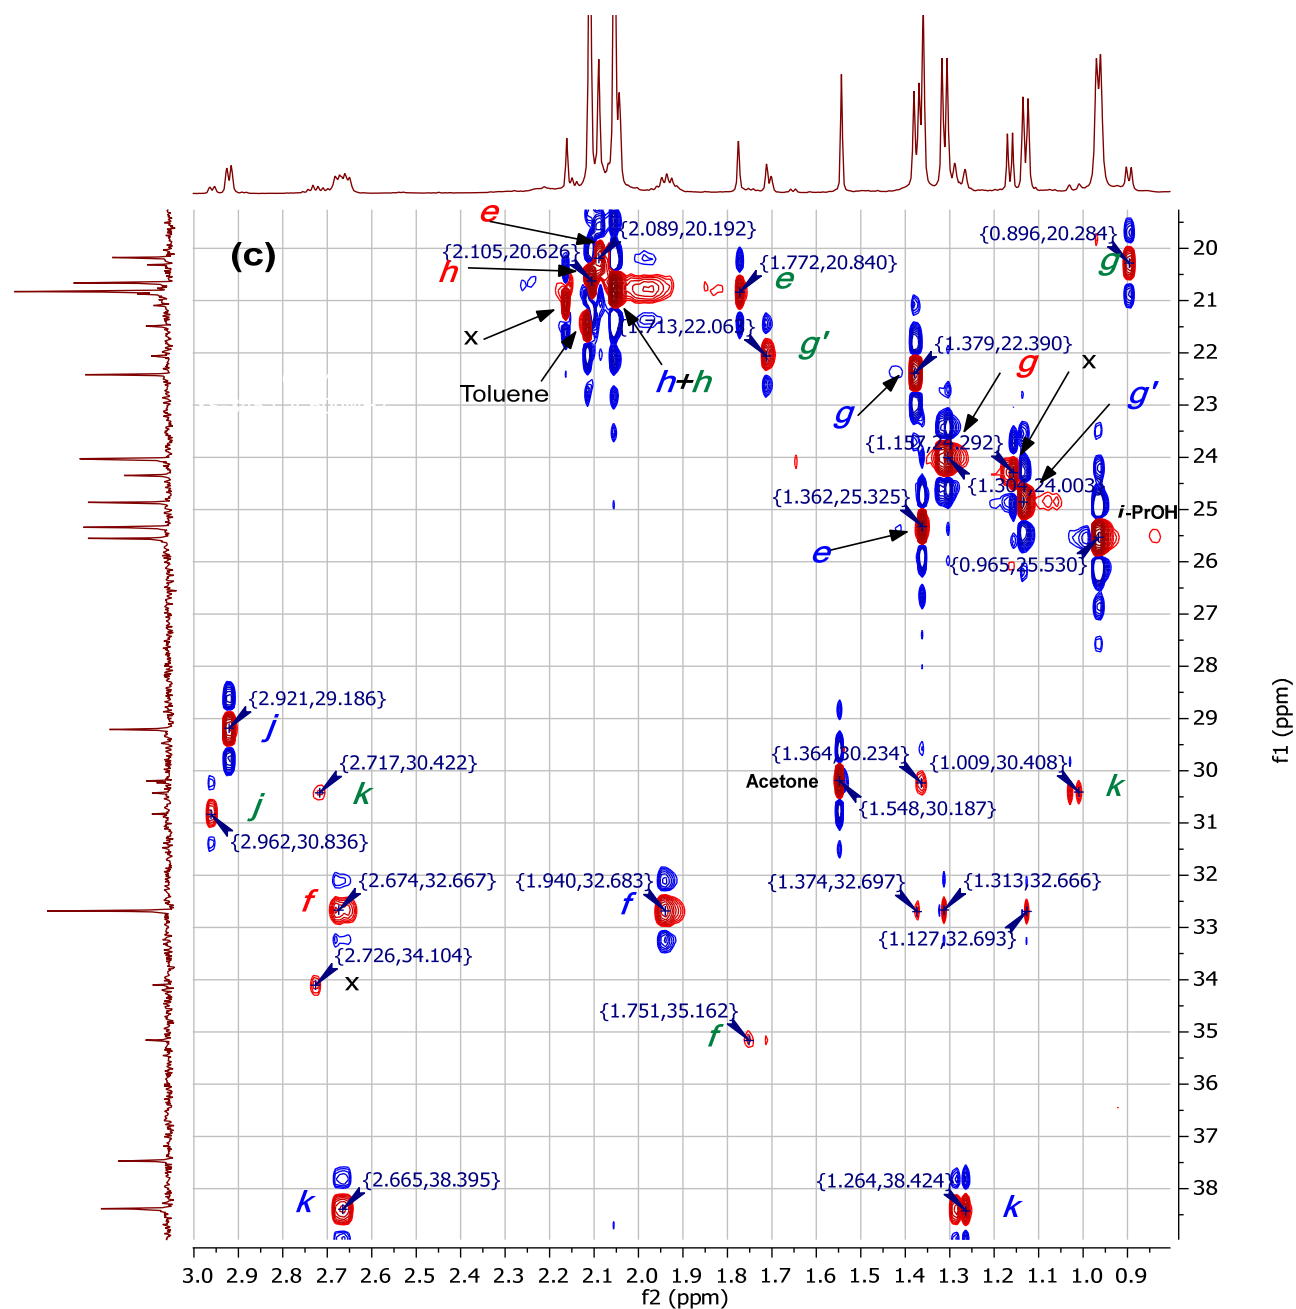 (c)
e
{2.089,20.192}
{0.896,20.284}
g
{2.105,20.626}
h
{1.772,20.840}
e
x
{1.713,22.06
g'
{1.379,22.390}
g
x
Toluene
h+h
g
g'
{1.157,24.292}
{1.304,24.003}
{1.362,25.325}
i-PrOH
e
{0.965,25.530}
{2.921,29.186}
j
{2.717,30.422}
k
{1.364,30.234}
{1.009,30.408}
k
Acetone
{1.548,30.187}
j
{2.962,30.836}
f
{2.674,32.667}
{1.940,32.683}
f
{1.374,32.697}
{1.313,32.666}
{1.127,32.693}
{2.726,34.104}
x
{1.751,35.162}
f
k
{2.665,38.395}
{1.264,38.424}
k
20
21
22
23
24
25
26
27
28
29
30
31
32
33
34
35
36
37
38
f1 (ppm)
3.0 2.9 2.8 2.7 2.6 2.5 2.4 2.3 2.2 2.1 2.0 1.9 1.8 1.7 1.6 1.5 1.4 1.3 1.2 1.1 1.0 0.9
f2 (ppm)